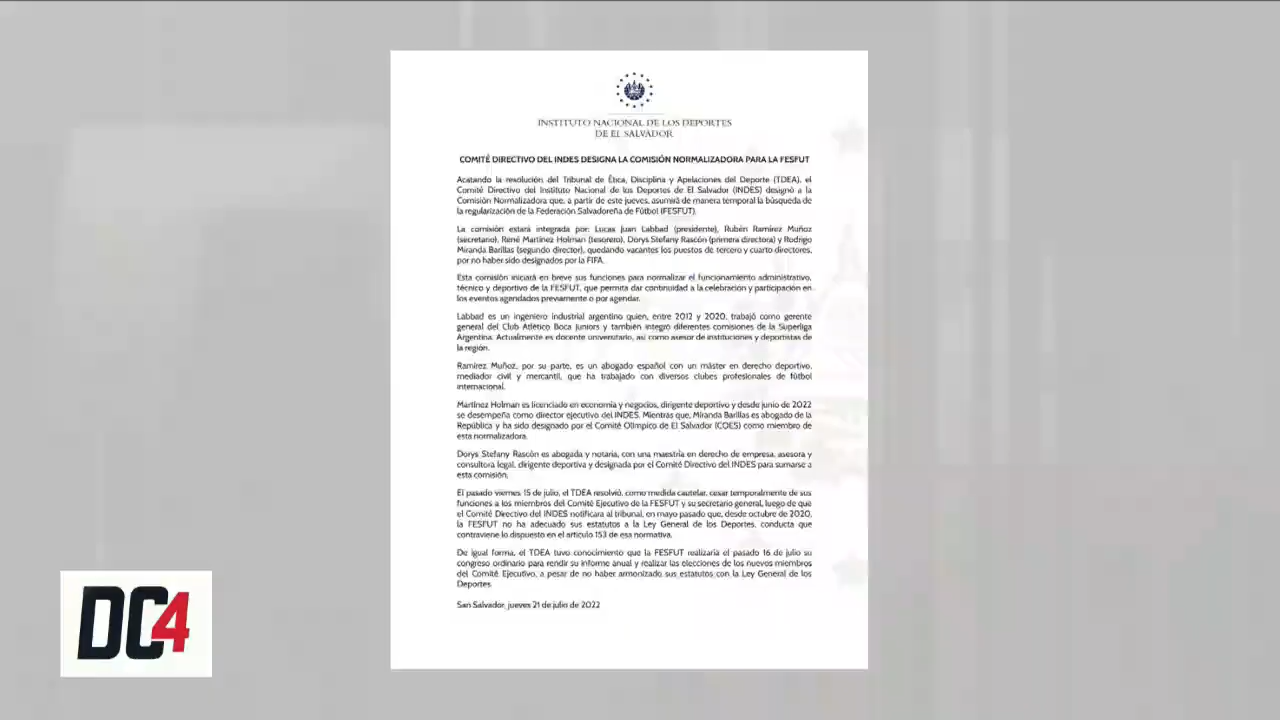 INSTITUTO NACIONAL DE LOS DEPORTES
DE EL SALVADOR
COMITÉ DIRECTIVO DEL INDES DESIGNA LA COMISIÓN NORMALIZADORA PARA LA FESFUT
Acatando la resolución del Tribunal de Ética, Disciplina y Apelaciones del Deporte (TDEA), el
Comité Directivo del Instituto Nacional de los Deportes de El Salvador (INDES) designó a la
Comisión Normalizadora que, a partir de este jueves, asumirá de manera temporal la búsqueda de
la regularización de la Federación Salvadoreña de Fútbol (FESFUT).
La comisión estará integrada por: Lucas Juan Labbad (presidente), Rubén Ramírez Muñoz
(secretario), René Martínez Holman (tesorero), Dorys Stefany Rascón (primera directora) y Rodrigo
Miranda Barillas (segundo director), quedando vacantes los puestos de tercero y cuarto directores,
por no haber sido designados por la FIFA.
Esta comisión iniciará en breve sus funciones para normalizar el funcionamiento administrativo,
técnico y deportivo de la FESFUT, que permita dar continuidad a la celebración y participación en
los eventos agendados previamente o por agendar.
Labbad es un ingeniero industrial argentino quien, entre 2012 y 2020, trabajó como gerente
general del Club Atlético Boca Juniors y también integró diferentes comisiones de la Superliga
Argentina. Actualmente es docente universitario, así como asesor de instituciones y deportistas de
la región.
Ramírez Muñoz, por su parte, es un abogado español con un máster en derecho deportivo,
mediador civil y mercantil, que ha trabajado con diversos clubes profesionales de fútbol
internacional.
Martínez Holman es licenciado en economía y negocios, dirigente deportivo y desde junio de 2022
se desempeña como director ejecutivo del INDES. Mientras que, Miranda Barillas es abogado de la
República y ha sido designado por el Comité Olímpico de El Salvador (COES) como miembro de
esta normalizadora.
Dorys Stefany Rascón es abogada y notaria, con una maestría en derecho de empresa, asesora y
consultora legal, dirigente deportiva y designada por el Comité Directivo del INDES para sumarse a
esta comisión.
El pasado viernes 15 de julio, el TDEA resolvió, como medida cautelar, cesar temporalmente de sus
funciones a los miembros del Comité Ejecutivo de la FESFUT y su secretario general, luego de que
el Comité Directivo del INDES notificara al tribunal, en mayo pasado que, desde octubre de 2020,
la FESFUT no ha adecuado sus estatutos a la Ley General de los Deportes, conducta que
contraviene lo dispuesto en el artículo 153 de esa normativa.
De igual forma, el TDEA tuvo conocimiento que la FESFUT realizaría el pasado 16 de julio su
congreso ordinario para rendir su informe anual y realizar las elecciones de los nuevos miembros
del Comité Ejecutivo, a pesar de no haber armonizado sus estatutos con la Ley General de los
Deportes.
San Salvador, jueves 21 de julio de 2022
DC4